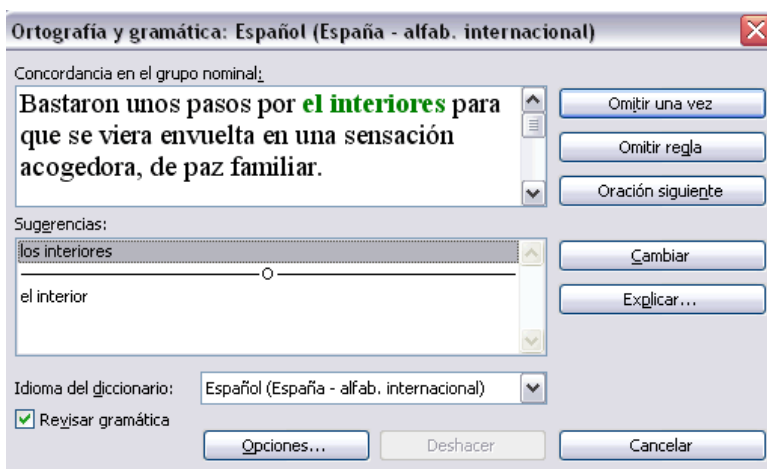 Ortografía y gramática: Español (España - alfab. internacional)
Concordancia en el grupo nominal:
Bastaron unos pasos por el interiores para
que se viera envuelta en una sensación
acogedora, de paz familiar.
Omitir una vez
Omitir regla
Oración siguiente
Sugerencias:
los interiores
O
el interior
Cambiar
Explicar...
Idioma del diccionario:
Español (España - alfab. internacional)
Revisar gramática
Opciones...
Deshacer
Cancelar